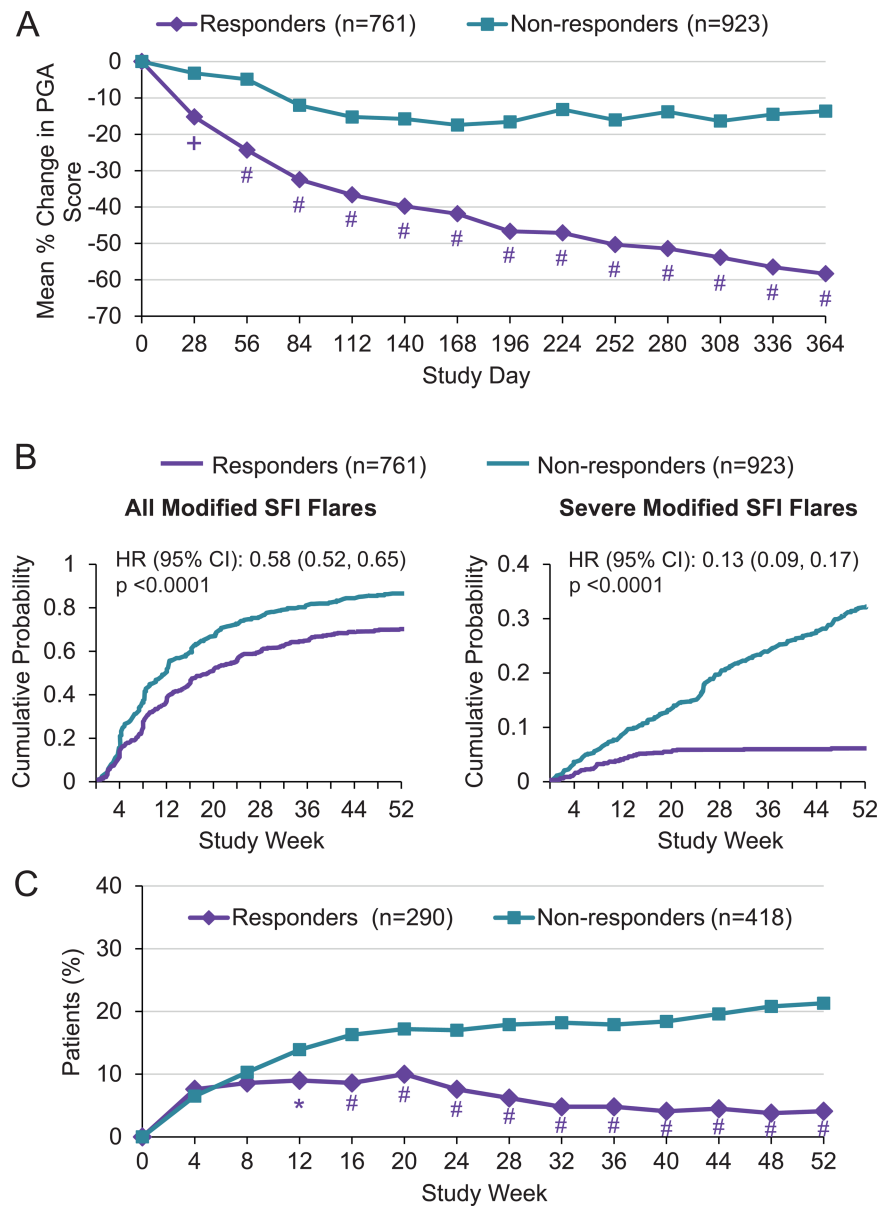 A
Responders (n=761)
Non-responders (n=923)
Mean % Change in PGA
Score
0
-10
-20
-30
-40
-50
-60
-70
+
# # # # # # # # # # # #
0 28 56 84 112 140 168 196 224 252 280 308 336 364
Study Day
B
Responders (n=761)
Non-responders (n=923)
All Modified SFI Flares
HR (95% CI): 0.58 (0.52, 0.65)
p <0.0001
Cumulative Probability
1
0.8
0.6
0.4
0.2
0
4 12 20 28 36 44 52
Study Week
Severe Modified SFI Flares
HR (95% CI): 0.13 (0.09, 0.17)
p <0.0001
Cumulative Probability
0.4
0.3
0.2
0.1
0
4 12 20 28 36 44 52
Study Week
C
Responders (n=290)
Non-responders (n=418)
Patients (%)
40
30
20
10
0
* # # # # # # # # # #
0 4 8 12 16 20 24 28 32 36 40 44 48 52
Study Week